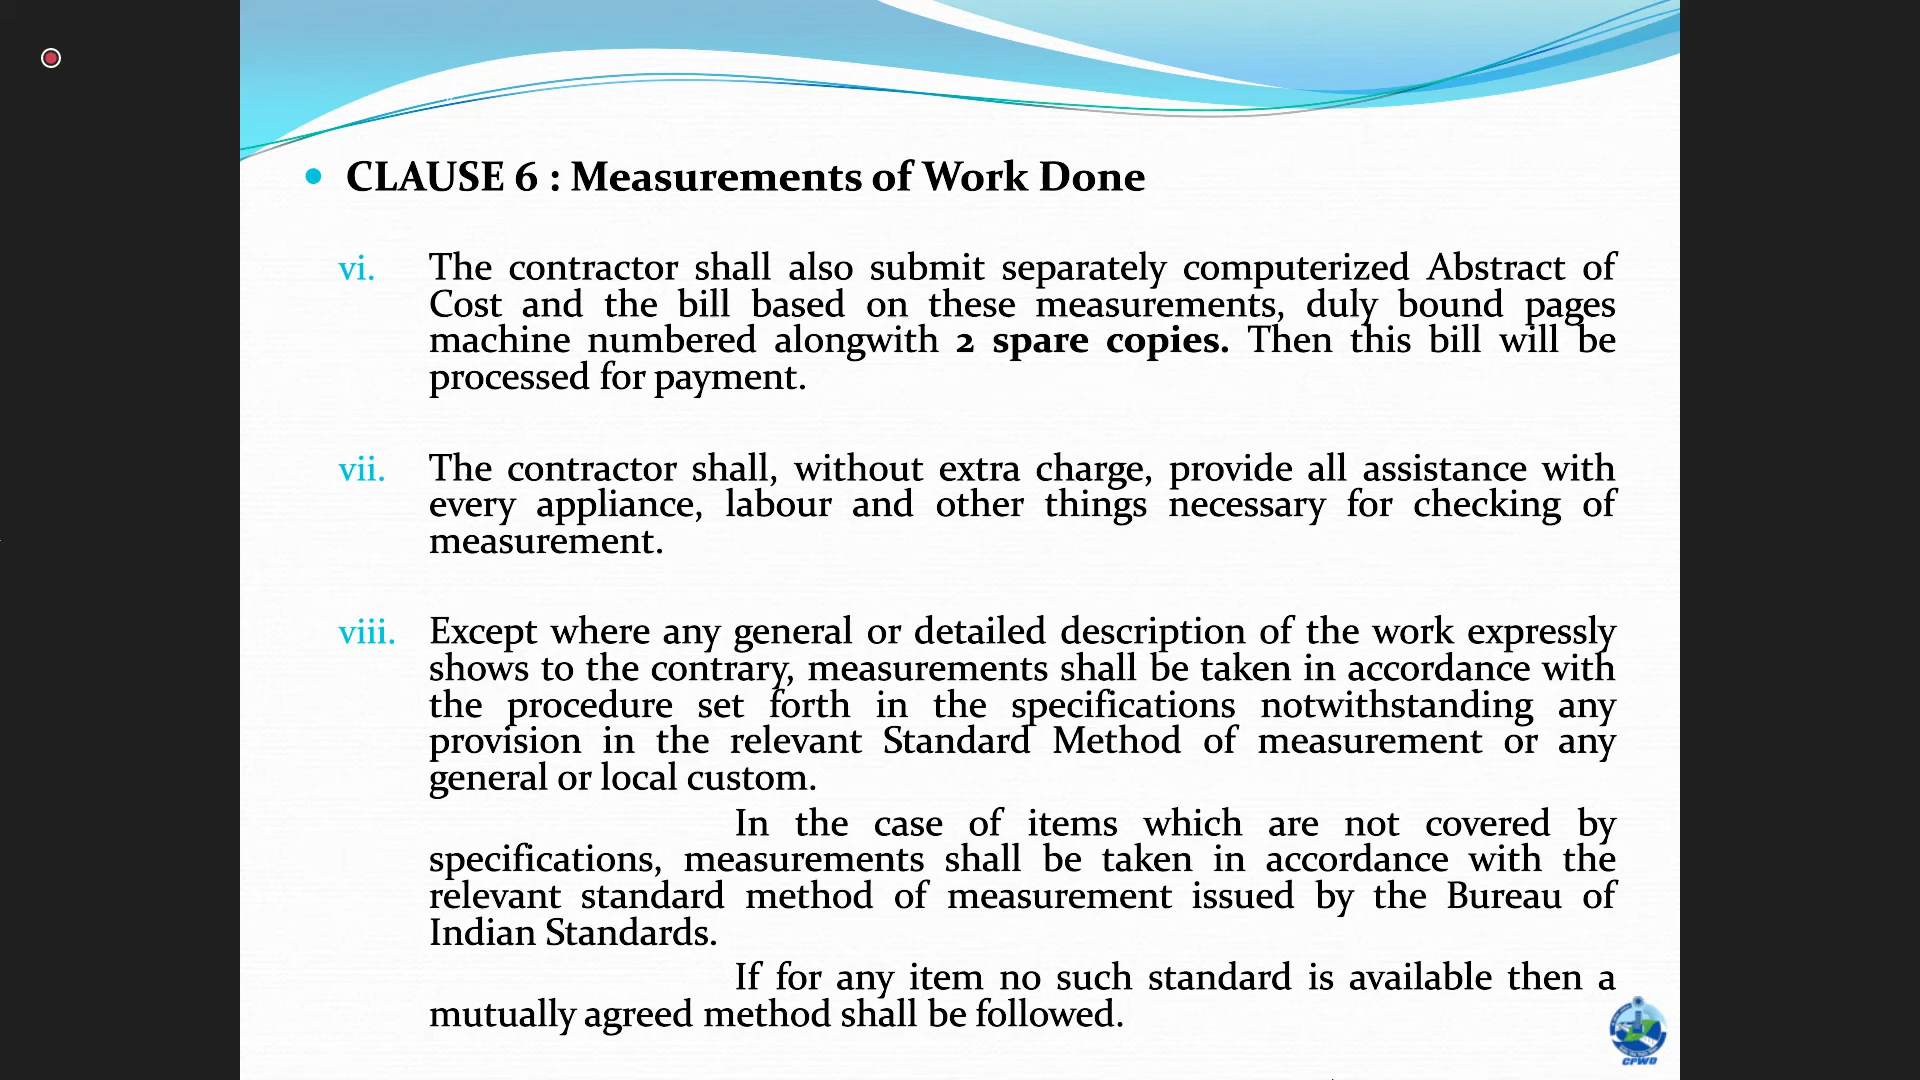 • CLAUSE 6 : Measurements of Work Done
vi. The contractor shall also submit separately computerized Abstract of
Cost and the bill based on these measurements, duly bound pages
machine numbered alongwith 2 spare copies. Then this bill will be
processed for payment.
vii. The contractor shall, without extra charge, provide all assistance with
every appliance, labour and other things necessary for checking of
measurement.
viii. Except where any general or detailed description of the work expressly
shows to the contrary, measurements shall be taken in accordance with
the procedure set forth in the specifications notwithstanding any
provision in the relevant Standard Method of measurement or any
general or local custom.
In the case of items which are not covered by
specifications, measurements shall be taken in accordance with the
relevant standard method of measurement issued by the Bureau of
Indian Standards.
If for any item no such standard is available then a
mutually agreed method shall be followed.
CPWD